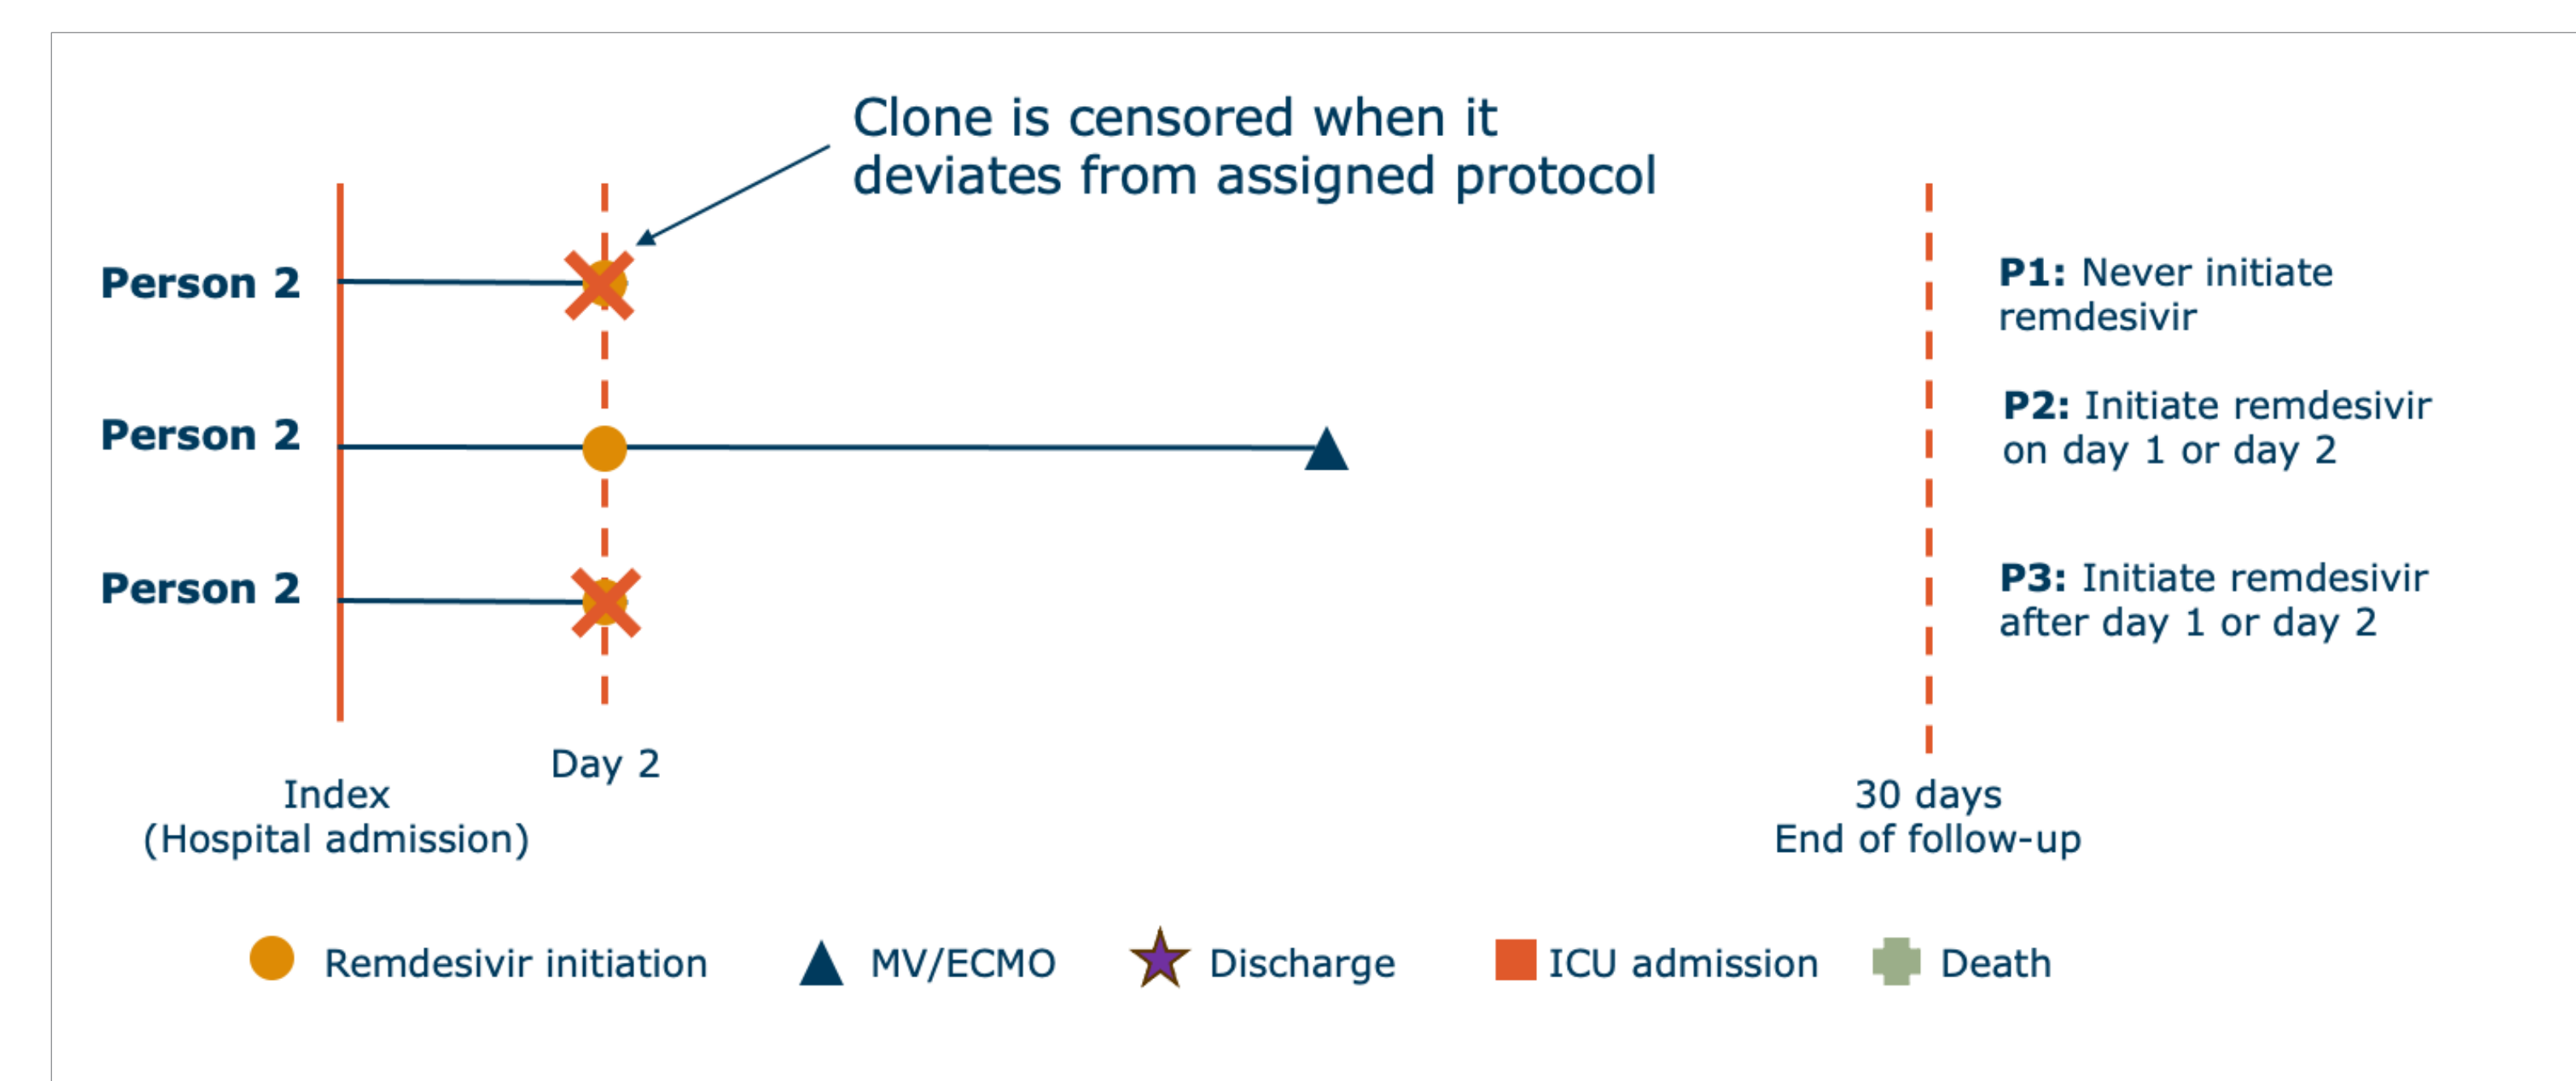 Clone is censored when it
deviates from assigned protocol
Person 2
P1: Never initiate
remdesivir
Person 2
P2: Initiate remdesivir
on day 1 or day 2
Person 2
P3: Initiate remdesivir
after day 1 or day 2
Day 2
Index
(Hospital admission)
30 days
End of follow-up
Remdesivir initiation
MV/ECMO
Discharge
ICU admission
Death